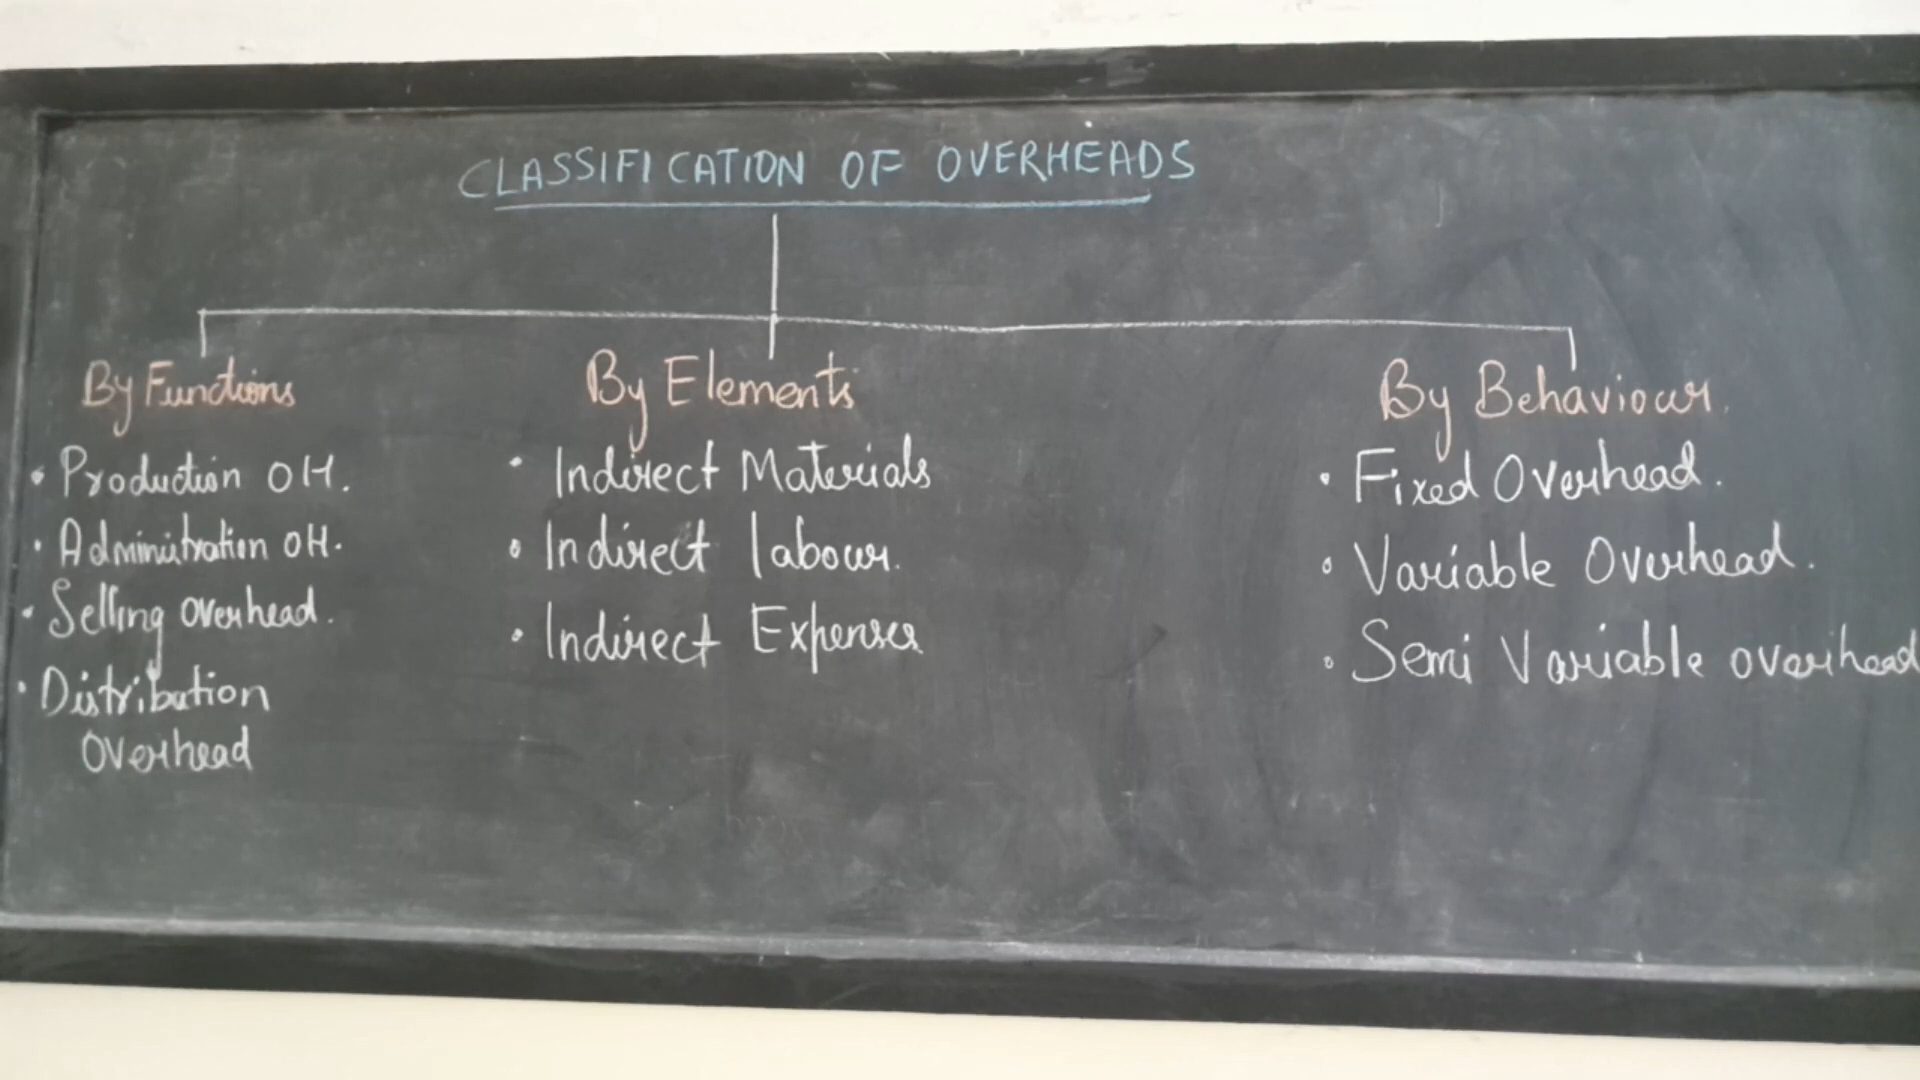 CLASSIFICATION OF OVERHEADS
By Functions
• Production OH.
• Administration OH.
• Selling overhead.
• Distribution
Overhead
By Elements
• Indirect Materials
• Indirect labour.
• Indirect Expenses
By Behaviour.
• Fixed Overhead.
• Variable Overhead.
• Semi Variable overhead